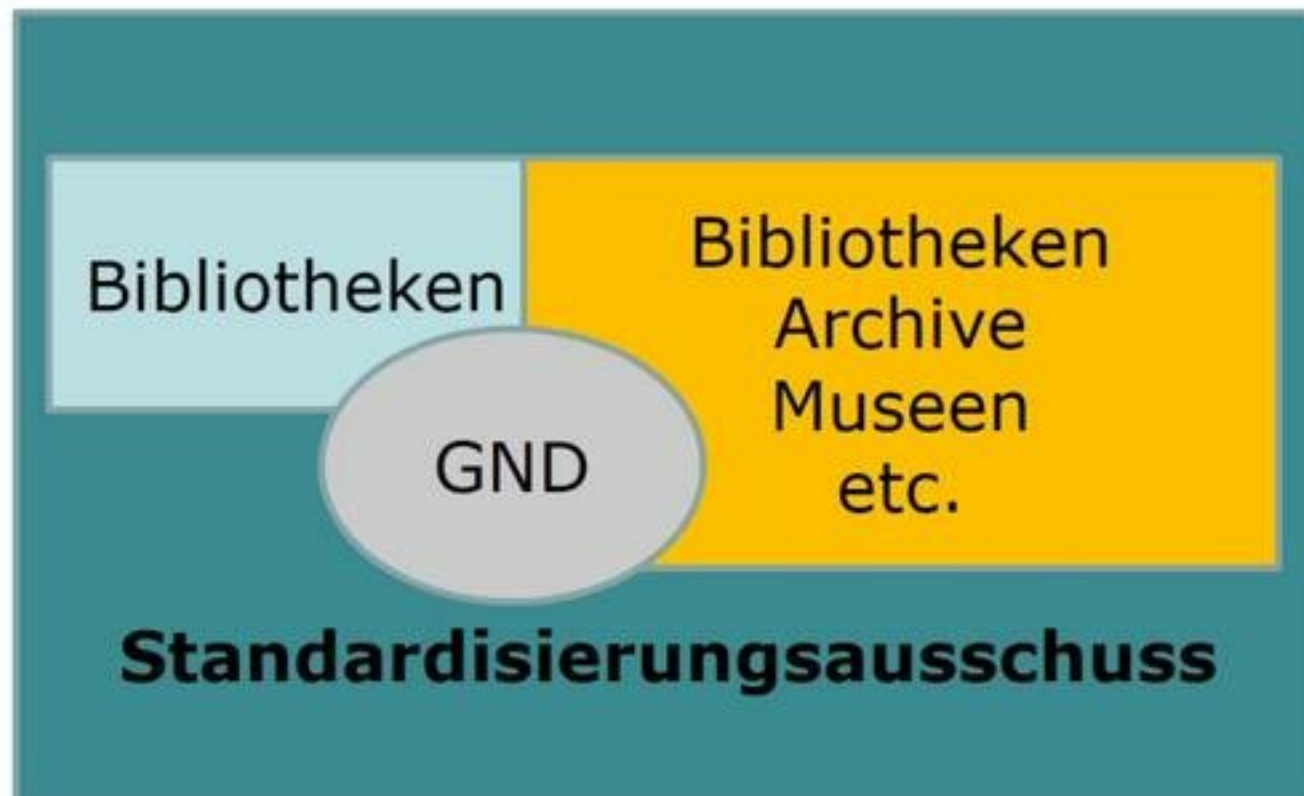 Bibliotheken
Bibliotheken
Archive
Museen
etc.
GND
Standardisierungsausschuss